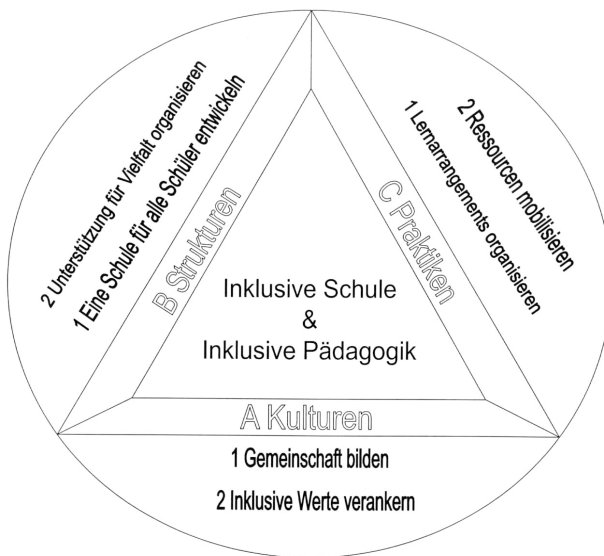 2 Unterstützung für Vielfalt organisieren
1 Eine Schule für alle Schüler entwickeln
B Strukturen
2 Ressourcen mobilisieren
1 Lernarrangements organisieren
C Praktiken
Inklusive Schule
&
Inklusive Pädagogik
A Kulturen
1 Gemeinschaft bilden
2 Inklusive Werte verankern